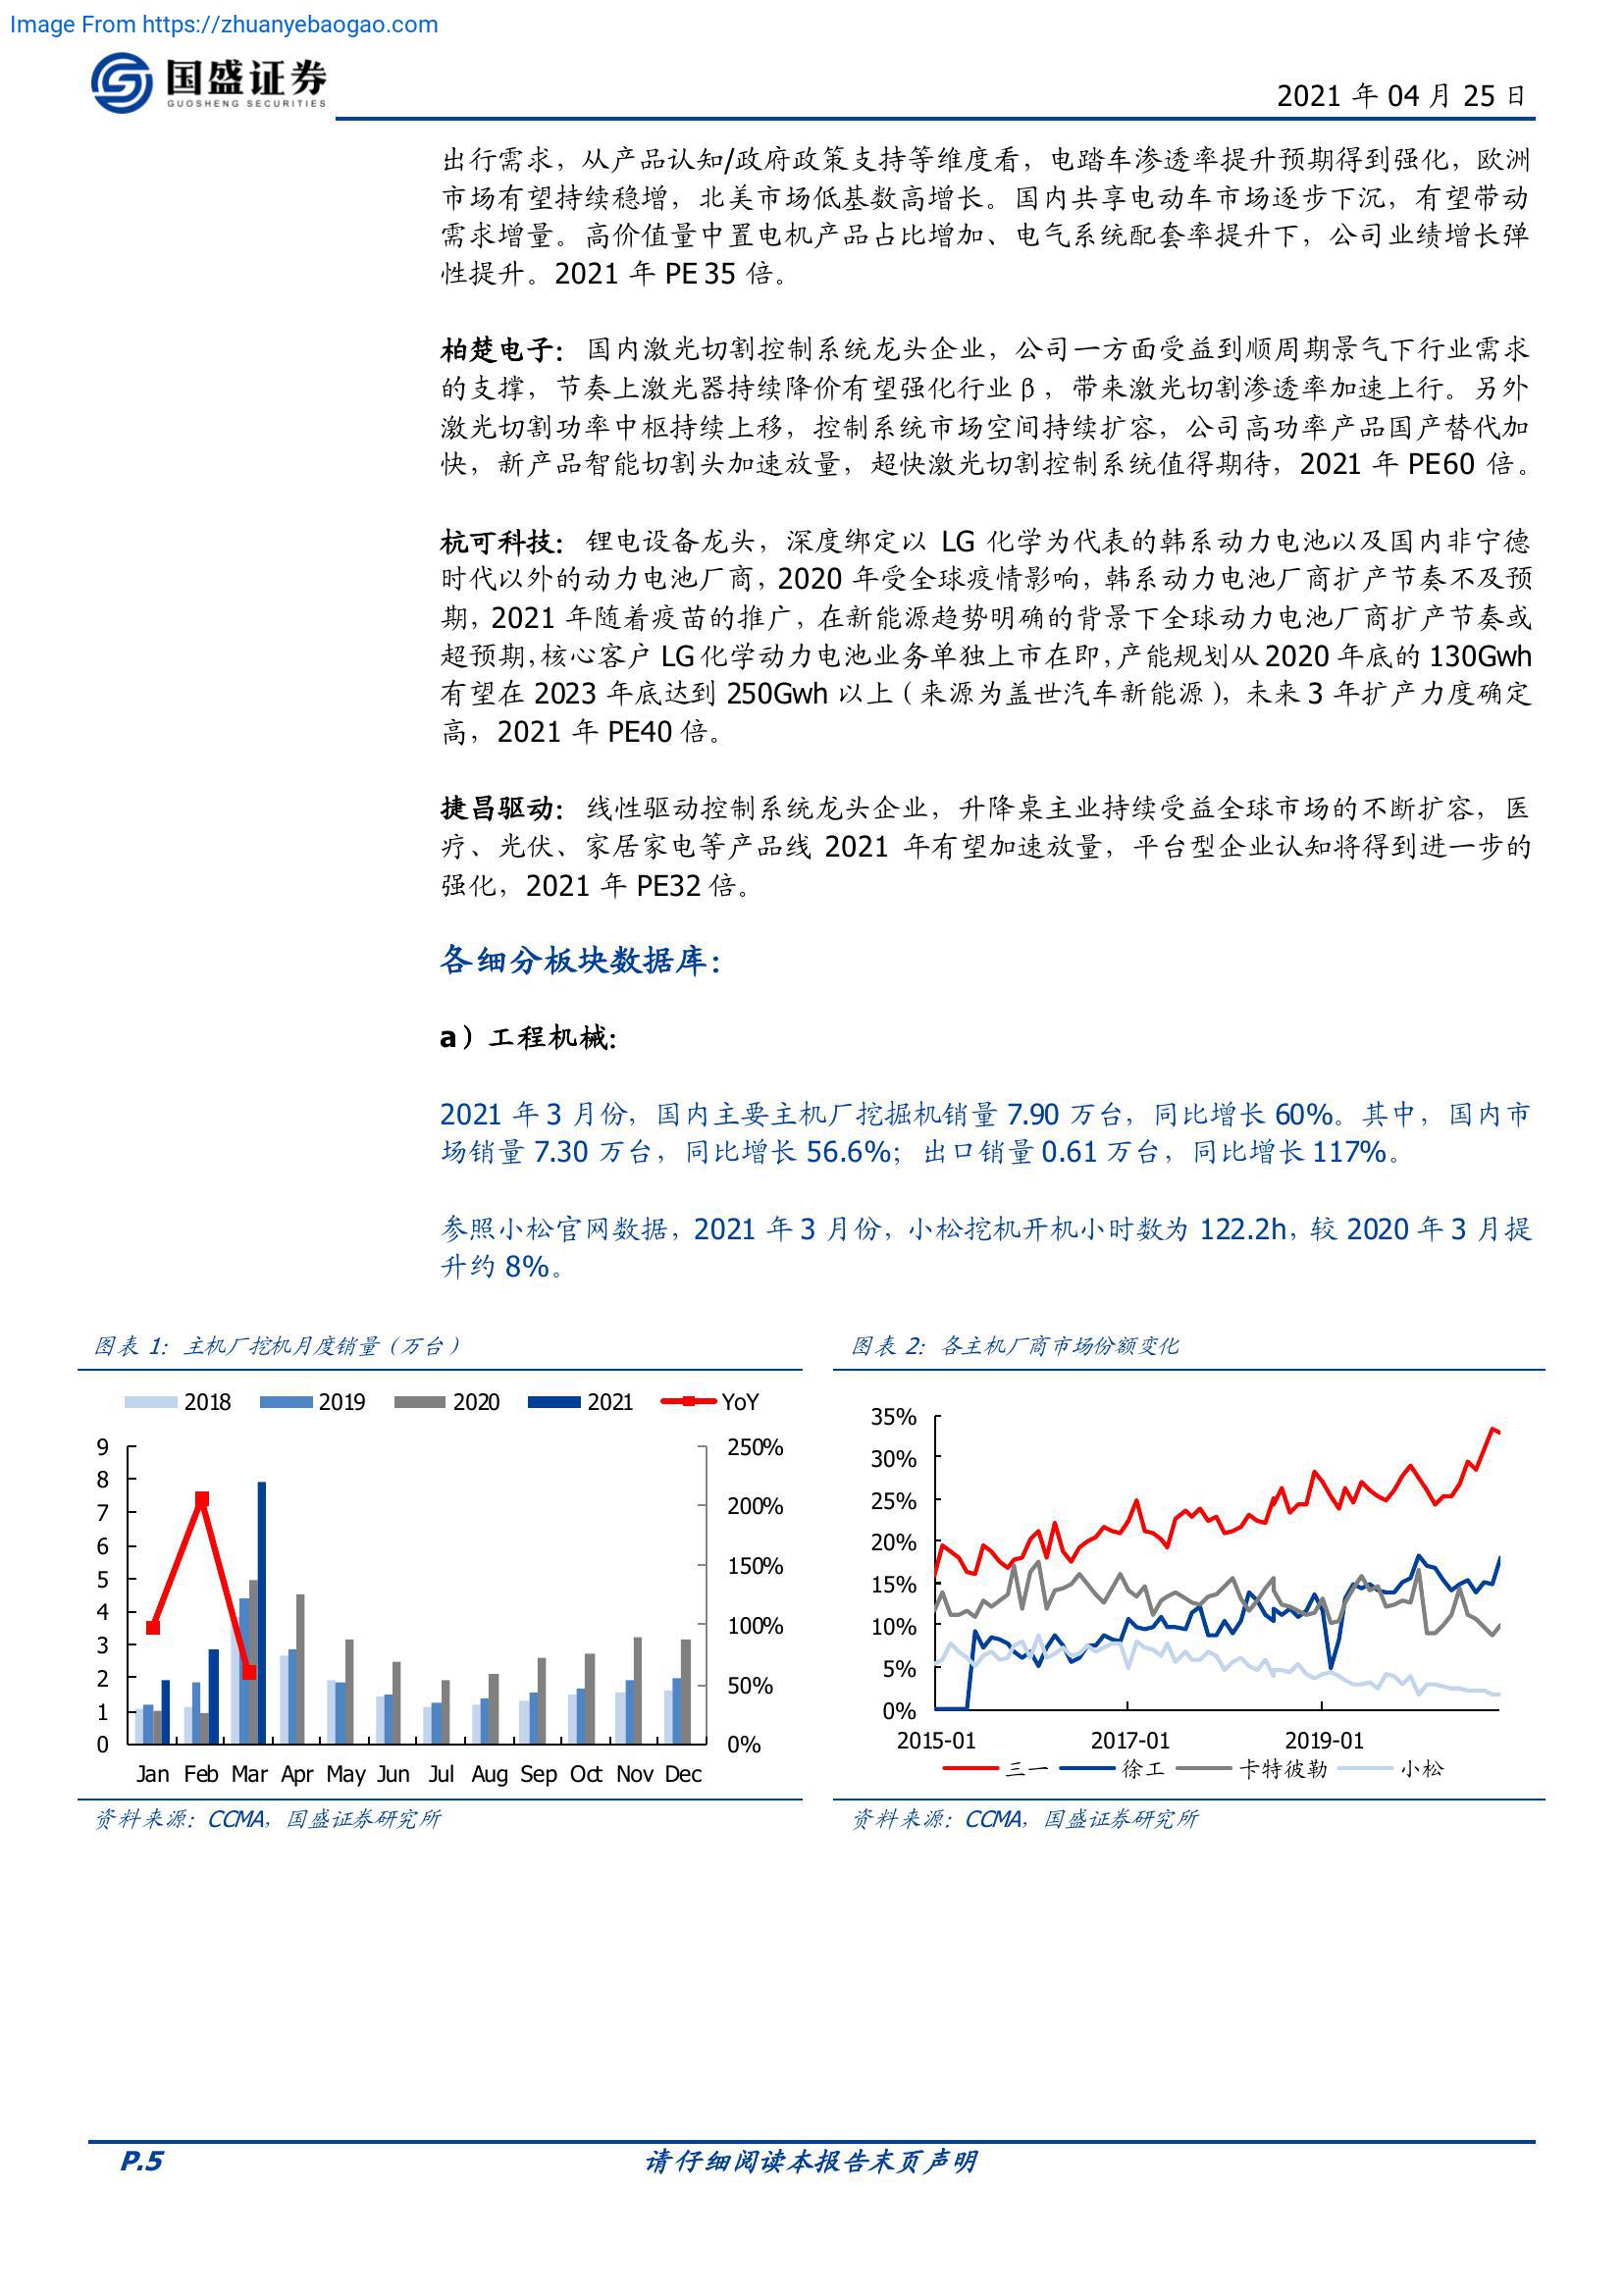 Image From https://zhuanyebaogao.com
国盛证券
GUOSHENG SECURITIES
2021 年 04 月 25 日
出行需求，从产品认知/政府政策支持等维度看，电踏车渗透率提升预期得到强化，欧洲
市场有望持续稳增，北美市场低基数高增长。国内共享电动车市场逐步下沉，有望带动
需求增量。高价值量中置电机产品占比增加、电气系统配套率提升下，公司业绩增长弹
性提升。2021 年 PE 35 倍。
柏楚电子：国内激光切割控制系统龙头企业，公司一方面受益到顺周期景气下行业需求
的支撑，节奏上激光器持续降价有望强化行业β，带来激光切割渗透率加速上行。另外
激光切割功率中枢持续上移，控制系统市场空间持续扩容，公司高功率产品国产替代加
快，新产品智能切割头加速放量，超快激光切割控制系统值得期待，2021 年 PE60 倍。
杭可科技：锂电设备龙头，深度绑定以 LG 化学为代表的韩系动力电池以及国内非宁德
时代以外的动力电池厂商，2020 年受全球疫情影响，韩系动力电池厂商扩产节奏不及预
期，2021 年随着疫苗的推广，在新能源趋势明确的背景下全球动力电池厂商扩产节奏或
超预期，核心客户 LG 化学动力电池业务单独上市在即，产能规划从 2020 年底的 130Gwh
有望在 2023 年底达到 250Gwh 以上（来源为盖世汽车新能源），未来 3 年扩产力度确定
高，2021 年 PE40 倍。
捷昌驱动：线性驱动控制系统龙头企业，升降桌主业持续受益全球市场的不断扩容，医
疗、光伏、家居家电等产品线 2021 年有望加速放量，平台型企业认知将得到进一步的
强化，2021 年 PE32 倍。
各细分板块数据库：
a）工程机械：
2021 年 3 月份，国内主要主机厂挖掘机销量 7.90 万台，同比增长 60%。其中，国内市
场销量 7.30 万台，同比增长 56.6%；出口销量 0.61 万台，同比增长 117%。
参照小松官网数据，2021 年 3 月份，小松挖机开机小时数为 122.2h，较 2020 年 3 月提
升约 8%。
图表 1：主机厂挖机月度销量（万台）
2018 2019 2020 2021 YoY
9 250%
8
7 200%
6
5 150%
4
3 100%
2 50%
1
0 0%
Jan Feb Mar Apr May Jun Jul Aug Sep Oct Nov Dec
资料来源：CCMA，国盛证券研究所
图表 2：各主机厂商市场份额变化
35%
30%
25%
20%
15%
10%
5%
0%
2015-01 2017-01 2019-01
三一 徐工 卡特彼勒 小松
资料来源：CCMA，国盛证券研究所
P.5 请仔细阅读本报告末页声明